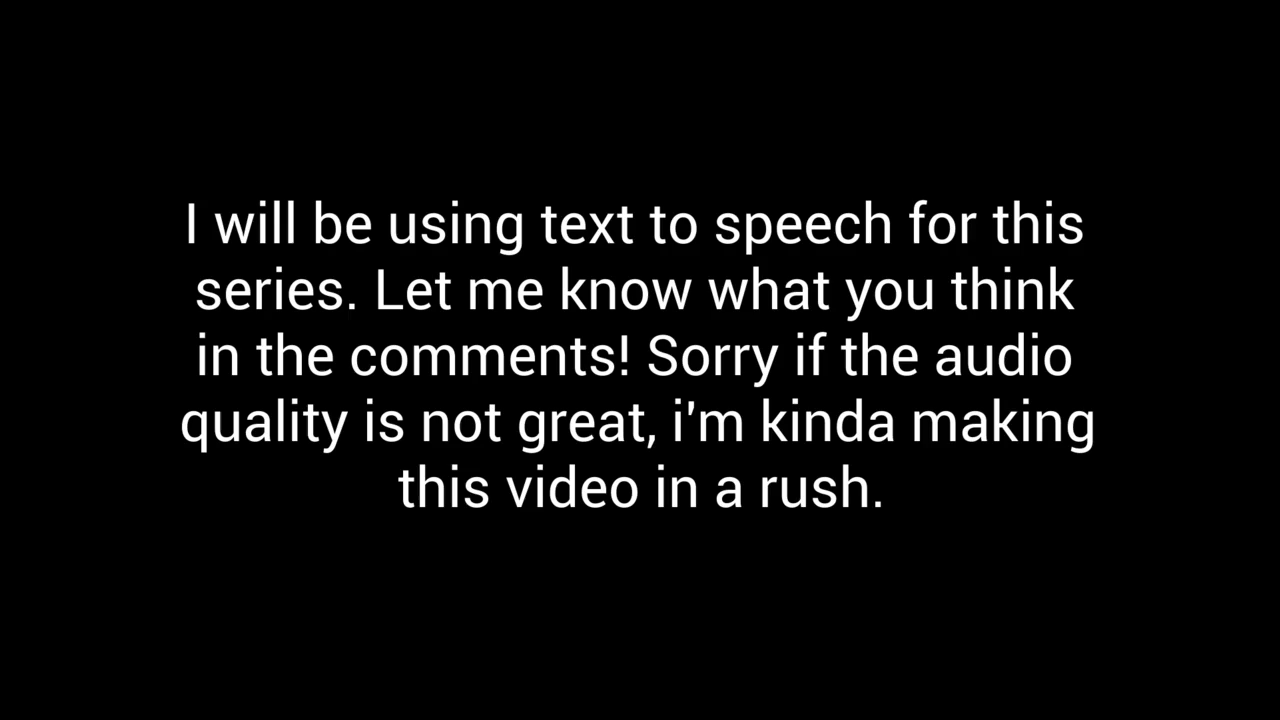 I will be using text to speech for this
series. Let me know what you think
in the comments! Sorry if the audio
quality is not great, i'm kinda making
this video in a rush.